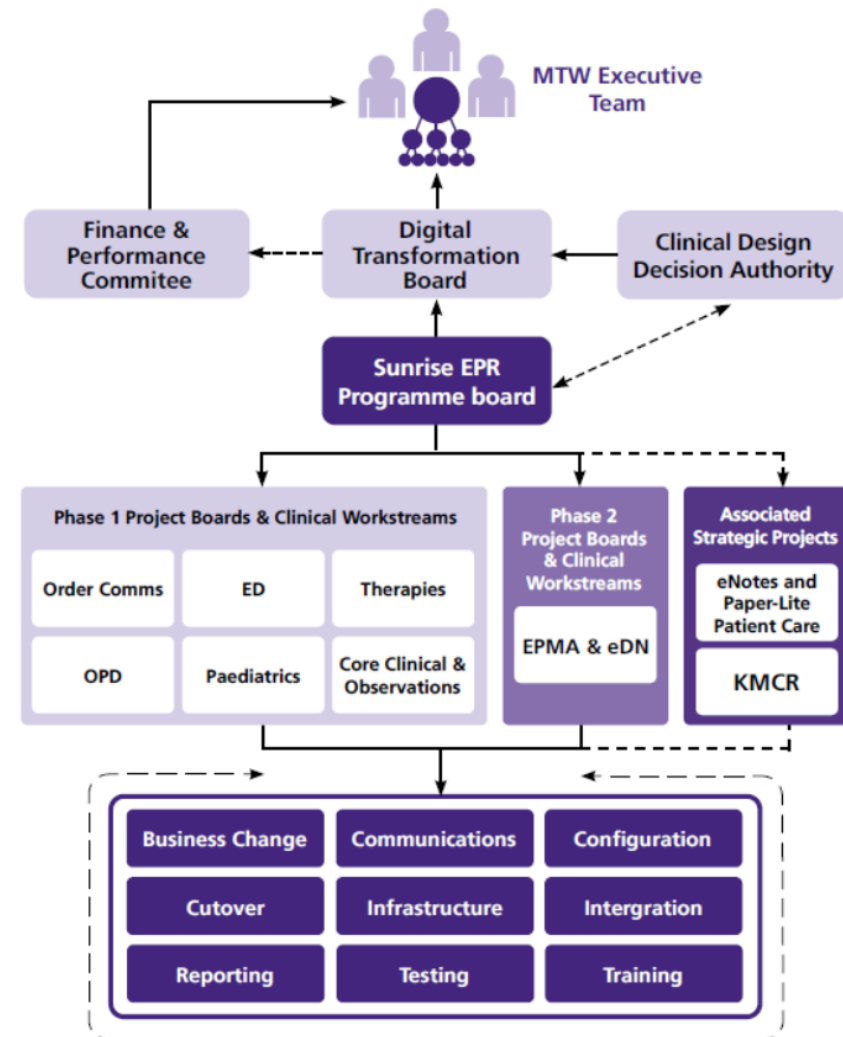 MTW Executive
Team
Finance &
Performance
Commitee
Digital
Transformation
Board
Clinical Design
Decision Authority
Sunrise EPR
Programme board
Phase 1 Project Boards & Clinical Workstreams
Order Comms
ED
Therapies
OPD
Paediatrics
Core Clinical &
Observations
Phase 2
Project Boards
& Clinical
Workstreams
EPMA & eDN
Associated
Strategic Projects
eNotes and
Paper-Lite
Patient Care
KMCR
Business Change
Communications
Configuration
Cutover
Infrastructure
Intergration
Reporting
Testing
Training